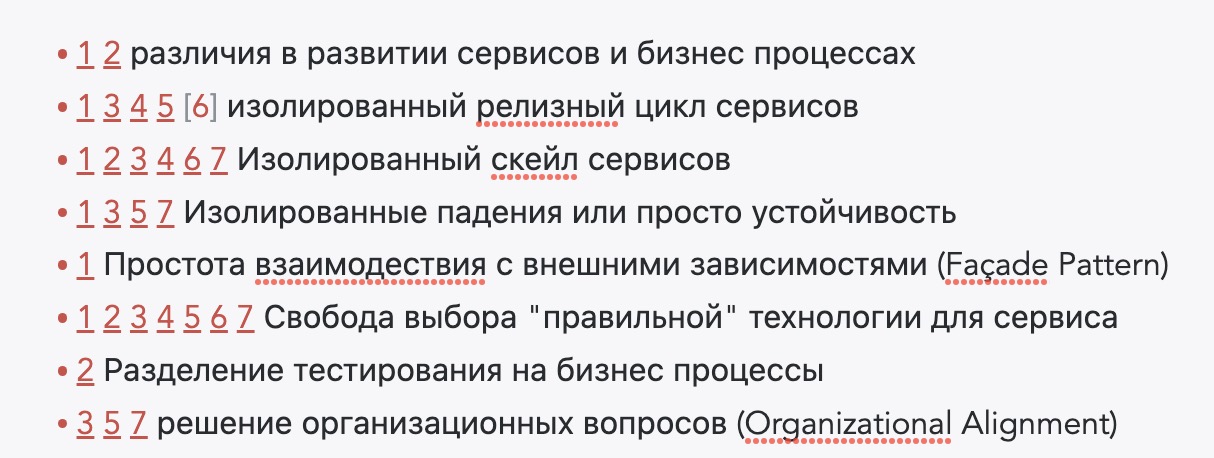 • 1 2 различия в развитии сервисов и бизнес процессах
• 1 3 4 5 [6] изолированный релизный цикл сервисов
• 1 2 3 4 6 7 Изолированный скейл сервисов
• 1 3 5 7 Изолированные падения или просто устойчивость
• 1 Простота взаимодествия с внешними зависимостями (Façade Pattern)
• 1 2 3 4 5 6 7 Свобода выбора "правильной" технологии для сервиса
• 2 Разделение тестирования на бизнес процессы
• 3 5 7 решение организационных вопросов (Organizational Alignment)